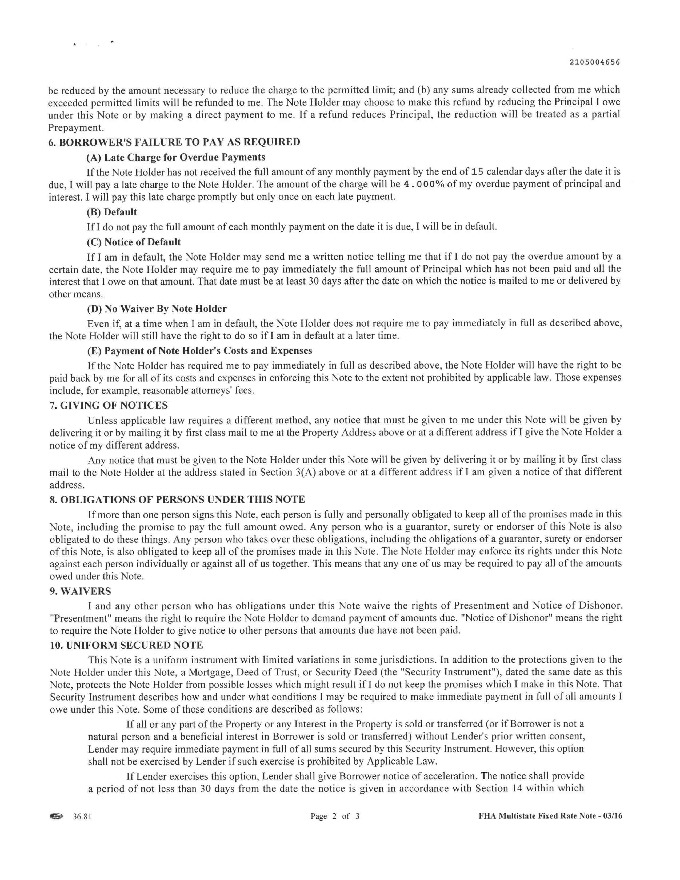 2105004656
be reduced by the amount necessary to reduce the charge to the permitted limit; and (b) any sums already collected from me which
exceeded permitted limits will be refunded to me. The Note Holder may choose to make this refund by reducing the Principal I owe
under this Note or by making a direct payment to me. If a refund reduces Principal, the reduction will be treated as a partial
Prepayment.
6. BORROWER'S FAILURE TO PAY AS REQUIRED
(A) Late Charge for Overdue Payments
If the Note Holder has not received the full amount of any monthly payment by the end of 15 calendar days after the date it is
due, I will pay a late charge to the Note Holder. The amount of the charge will be 4.000% of my overdue payment of principal and
interest. I will pay this late charge promptly but only once on each late payment.
(B) Default
If I do not pay the full amount of each monthly payment on the date it is due, I will be in default.
(C) Notice of Default
If I am in default, the Note Holder may send me a written notice telling me that if I do not pay the overdue amount by a
certain date, the Note Holder may require me to pay immediately the full amount of Principal which has not been paid and all the
interest that I owe on that amount. That date must be at least 30 days after the date on which the notice is mailed to me or delivered by
other means.
(D) No Waiver By Note Holder
Even if, at a time when I am in default, the Note Holder does not require me to pay immediately in full as described above,
the Note Holder will still have the right to do so if I am in default at a later time.
(E) Payment of Note Holder's Costs and Expenses
If the Note Holder has required me to pay immediately in full as described above, the Note Holder will have the right to be
paid back by me for all of its costs and expenses in enforcing this Note to the extent not prohibited by applicable law. Those expenses
include, for example, reasonable attorneys' fees.
7. GIVING OF NOTICES
Unless applicable law requires a different method, any notice that must be given to me under this Note will be given by
delivering it or by mailing it by first class mail to me at the Property Address above or at a different address if I give the Note Holder a
notice of my different address.
Any notice that must be given to the Note Holder under this Note will be given by delivering it or by mailing it by first class
mail to the Note Holder at the address stated in Section 3(A) above or at a different address if I am given a notice of that different
address.
8. OBLIGATIONS OF PERSONS UNDER THIS NOTE
If more than one person signs this Note, each person is fully and personally obligated to keep all of the promises made in this
Note, including the promise to pay the full amount owed. Any person who is a guarantor, surety or endorser of this Note is also
obligated to do these things. Any person who takes over these obligations, including the obligations of a guarantor, surety or endorser
of this Note, is also obligated to keep all of the promises made in this Note. The Note Holder may enforce its rights under this Note
against each person individually or against all of us together. This means that any one of us may be required to pay all of the amounts
owed under this Note.
9. WAIVERS
I and any other person who has obligations under this Note waive the rights of Presentment and Notice of Dishonor.
"Presentment" means the right to require the Note Holder to demand payment of amounts due. "Notice of Dishonor" means the right
to require the Note Holder to give notice to other persons that amounts due have not been paid.
10. UNIFORM SECURED NOTE
This Note is a uniform instrument with limited variations in some jurisdictions. In addition to the protections given to the
Note Holder under this Note, a Mortgage, Deed of Trust, or Security Deed (the "Security Instrument"), dated the same date as this
Note, protects the Note Holder from possible losses which might result if I do not keep the promises which I make in this Note. That
Security Instrument describes how and under what conditions I may be required to make immediate payment in full of all amounts I
owe under this Note. Some of those conditions are described as follows:
If all or any part of the Property or any Interest in the Property is sold or transferred (or if Borrower is not a
natural person and a beneficial interest in Borrower is sold or transferred) without Lender's prior written consent,
Lender may require immediate payment in full of all sums secured by this Security Instrument. However, this option
shall not be exercised by Lender if such exercise is prohibited by Applicable Law.
If Lender exercises this option, Lender shall give Borrower notice of acceleration. The notice shall provide
a period of not less than 30 days from the date the notice is given in accordance with Section 14 within which
36.81
Page 2 of 3
FHA Multistate Fixed Rate Note - 03/16